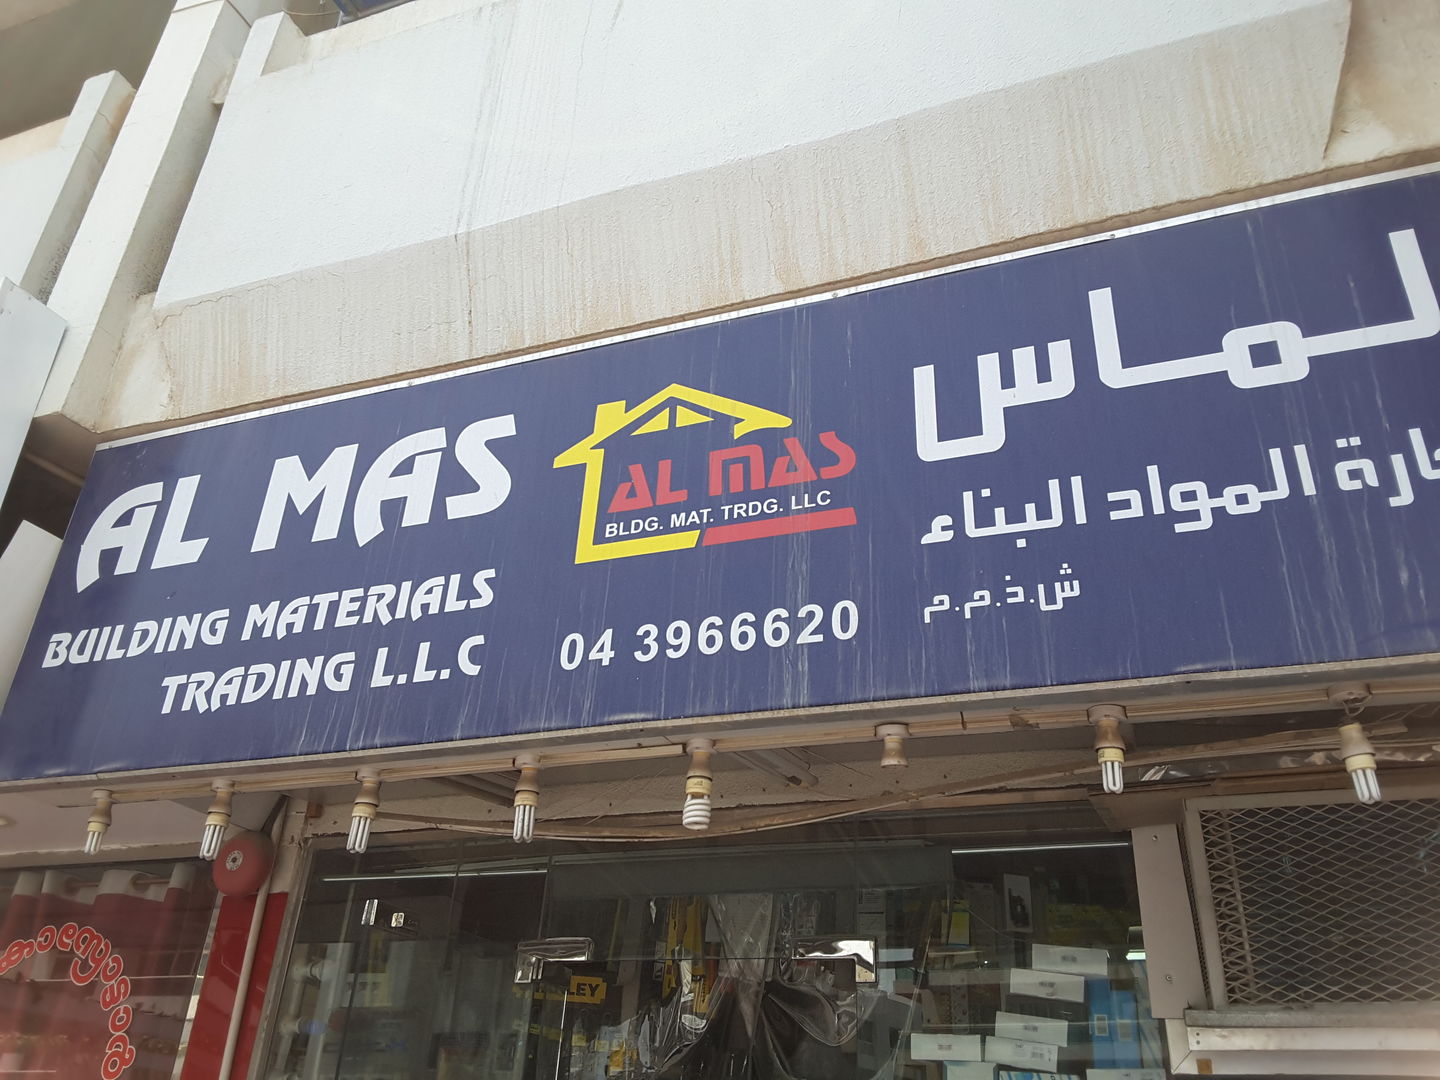 AL MAS
BUILDING MATERIALS
TRADING L.L.C
AL MAS
BLDG. MAT. TRDG. LLC
04 3966620
لماس
ارة المواد البناء
ش.ذ.م.م